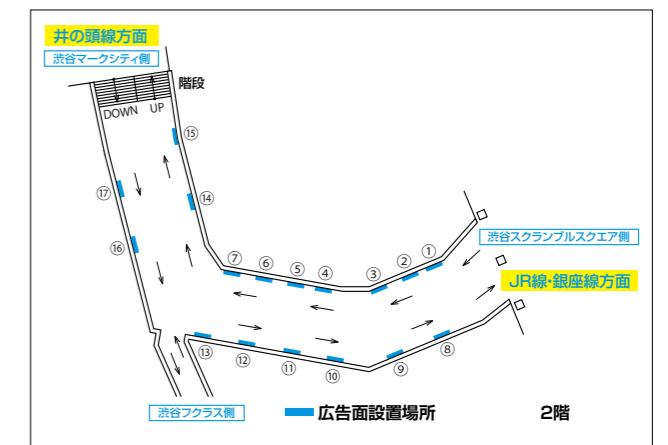 井の頭線方面
渋谷マークシティ側
階段
DOWN UP
⑮
⑰
⑭
⑯
⑦ ⑥ ⑤ ④ ③ ② ①
渋谷スクランブルスクエア側
JR線・銀座線方面
⑬ ⑫ ⑪ ⑩ ⑨ ⑧
渋谷フクラス側
広告面設置場所
2階